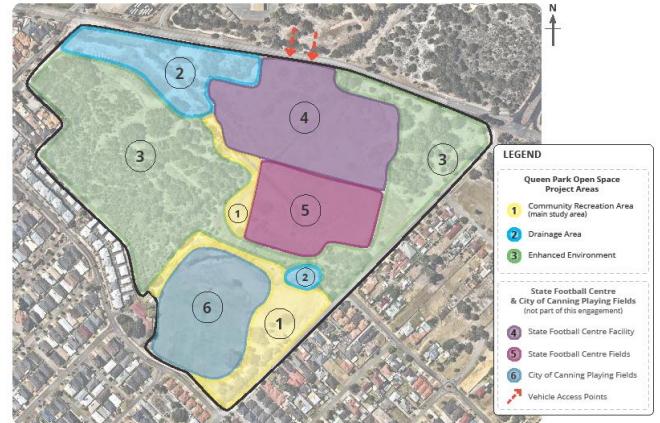 N
2
4
3
3
1
5
2
6
1
LEGEND
Queen Park Open Space
Project Areas
1 Community Recreation Area
(main study area)
2 Drainage Area
3 Enhanced Environment
State Football Centre
& City of Canning Playing Fields
(not part of this engagement)
4 State Football Centre Facility
5 State Football Centre Fields
6 City of Canning Playing Fields
Vehicle Access Points